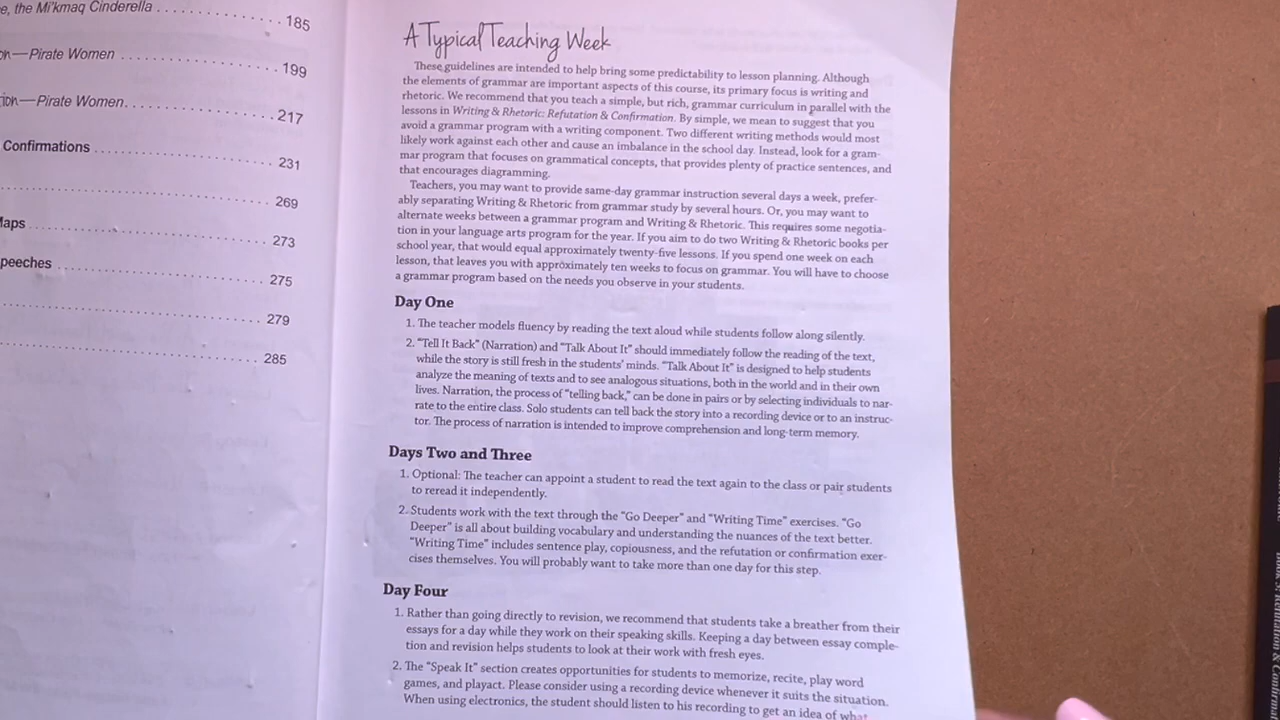 e, the Mi'kmaq Cinderella . . . . . . . . . . . . . . . . . . 185
on—Pirate Women . . . . . . . . . . . . . . . . . . . . . . . 199
tion—Pirate Women. . . . . . . . . . . . . . . . . . . . . . . 217
Confirmations . . . . . . . . . . . . . . . . . . . . . . . . . . 231
. . . . . . . . . . . . . . . . . . . . . . . . . . . . . . 269
Maps . . . . . . . . . . . . . . . . . . . . . . . . . . . . . . 273
peeches . . . . . . . . . . . . . . . . . . . . . . . . . . . . 275
. . . . . . . . . . . . . . . . . . . . . . . . . . . . . . 279
. . . . . . . . . . . . . . . . . . . . . . . . . . . . . . 285
A Typical Teaching Week
These guidelines are intended to help bring some predictability to lesson planning. Although
the elements of grammar are important aspects of this course, its primary focus is writing and
rhetoric. We recommend that you teach a simple, but rich, grammar curriculum in parallel with the
lessons in Writing & Rhetoric: Refutation & Confirmation. By simple, we mean to suggest that you
avoid a grammar program with a writing component. Two different writing methods would most
likely work against each other and cause an imbalance in the school day. Instead, look for a gram-
mar program that focuses on grammatical concepts, that provides plenty of practice sentences, and
that encourages diagramming.
Teachers, you may want to provide same-day grammar instruction several days a week, prefer-
ably separating Writing & Rhetoric from grammar study by several hours. Or, you may want to
alternate weeks between a grammar program and Writing & Rhetoric. This requires some negotia-
tion in your language arts program for the year. If you aim to do two Writing & Rhetoric books per
school year, that would equal approximately twenty-five lessons. If you spend one week on each
lesson, that leaves you with approximately ten weeks to focus on grammar. You will have to choose
a grammar program based on the needs you observe in your students.
Day One
1. The teacher models fluency by reading the text aloud while students follow along silently.
2. “Tell It Back” (Narration) and “Talk About It” should immediately follow the reading of the text,
while the story is still fresh in the students’ minds. “Talk About It” is designed to help students
analyze the meaning of texts and to see analogous situations, both in the world and in their own
lives. Narration, the process of “telling back,” can be done in pairs or by selecting individuals to nar-
rate to the entire class. Solo students can tell back the story into a recording device or to an instruc-
tor. The process of narration is intended to improve comprehension and long-term memory.
Days Two and Three
1. Optional: The teacher can appoint a student to read the text again to the class or pair students
to reread it independently.
2. Students work with the text through the “Go Deeper” and “Writing Time” exercises. “Go
Deeper” is all about building vocabulary and understanding the nuances of the text better.
“Writing Time” includes sentence play, copiousness, and the refutation or confirmation exer-
cises themselves. You will probably want to take more than one day for this step.
Day Four
1. Rather than going directly to revision, we recommend that students take a breather from their
essays for a day while they work on their speaking skills. Keeping a day between essay comple-
tion and revision helps students to look at their work with fresh eyes.
2. The “Speak It” section creates opportunities for students to memorize, recite, play word
games, and playact. Please consider using a recording device whenever it suits the situation.
When using electronics, the student should listen to his recording to get an idea of what